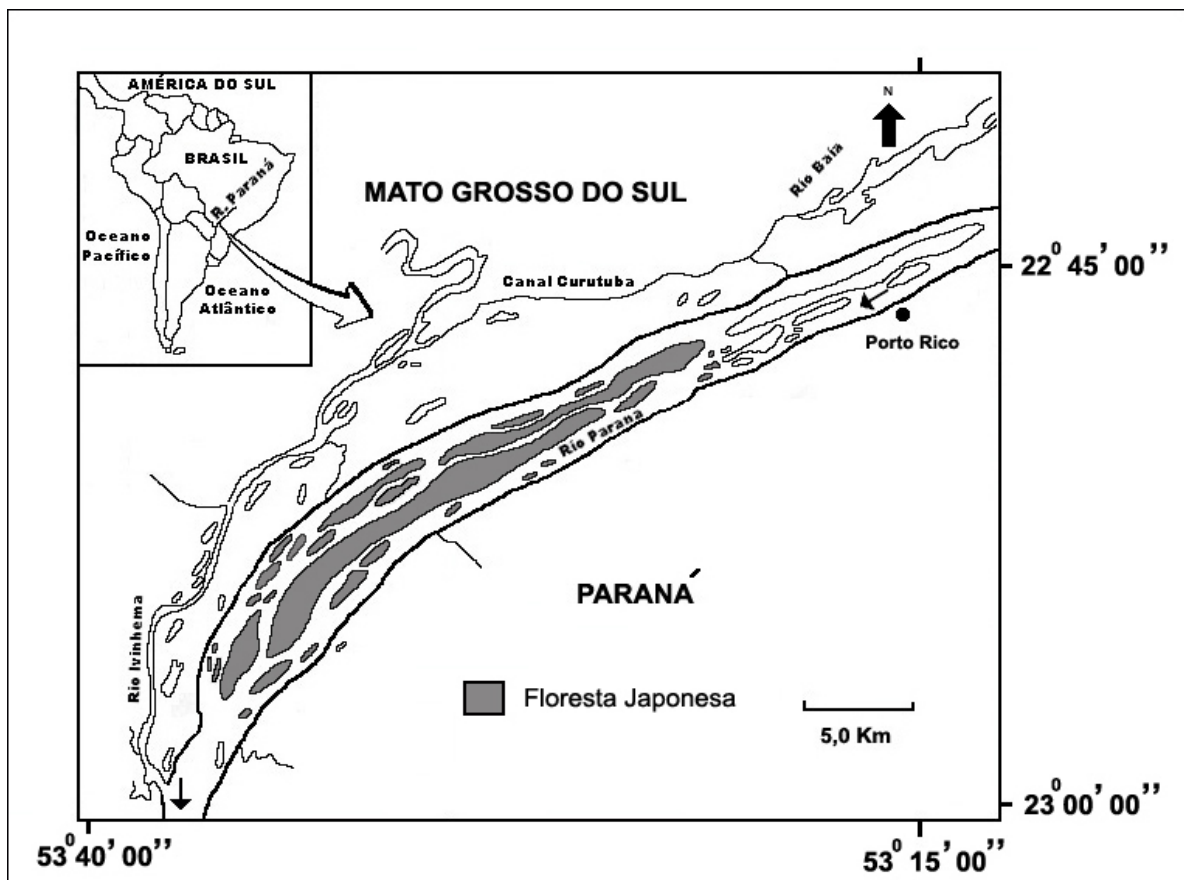 AMÉRICA DO SUL
BRASIL
R. Paraná
Oceano
Pacífico
Oceano
Atlântico
N
Rio Baía
MATO GROSSO DO SUL
Canal Curutuba
22⁰ 45' 00''
Porto Rico
Rio Parana
PARANÁ
Rio Ivinhema
Floresta Japonesa
5,0 Km
23⁰ 00' 00''
53⁰ 40' 00''
53⁰ 15' 00''